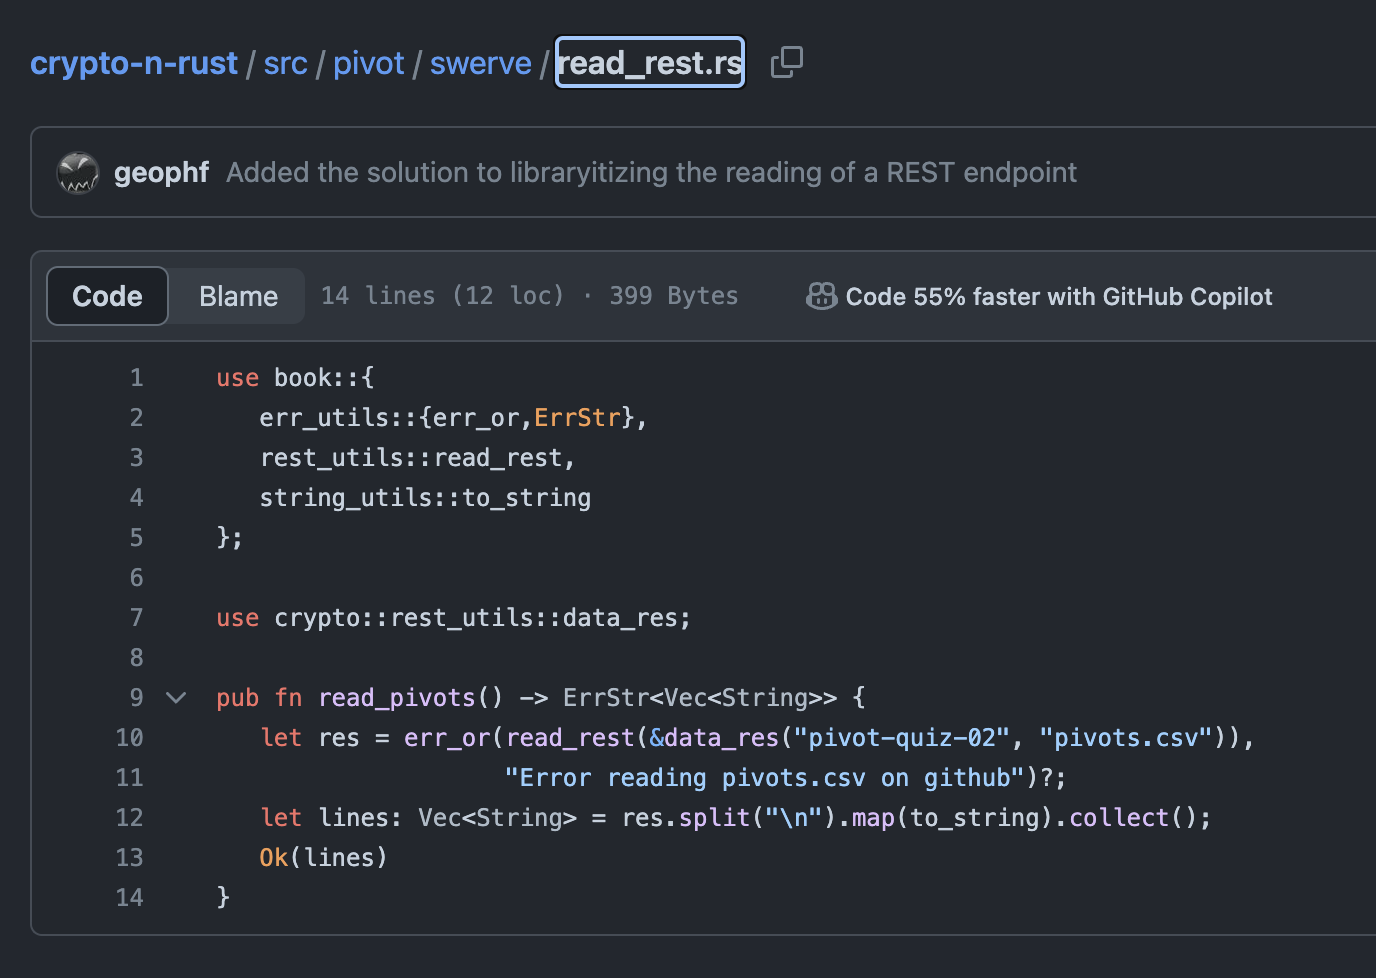 crypto-n-rust / src / pivot / swerve / read_rest.rs
geophf Added the solution to libraryitizing the reading of a REST endpoint
Code Blame 14 lines (12 loc) · 399 Bytes Code 55% faster with GitHub Copilot
1 use book::{
2    err_utils::{err_or,ErrStr},
3    rest_utils::read_rest,
4    string_utils::to_string
5 };
6
7 use crypto::rest_utils::data_res;
8
9 pub fn read_pivots() -> ErrStr<Vec<String>> {
10    let res = err_or(read_rest(&data_res("pivot-quiz-02", "pivots.csv")),
11                     "Error reading pivots.csv on github")?;
12    let lines: Vec<String> = res.split("\n").map(to_string).collect();
13    Ok(lines)
14 }